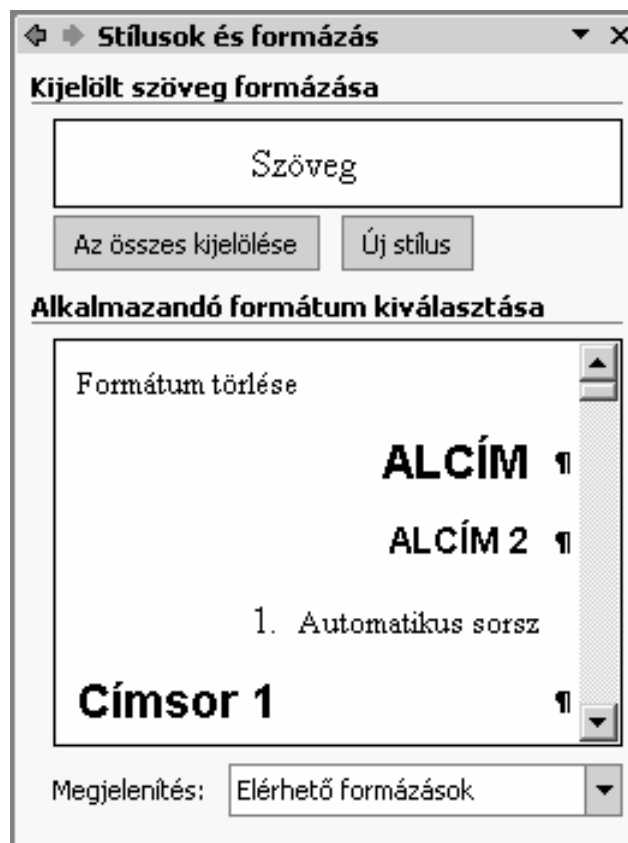 Stílusok és formázás
Kijelölt szöveg formázása
Szöveg
Az összes kijelölése Új stílus
Alkalmazandó formátum kiválasztása
Formátum törlése
ALCÍM ¶
ALCÍM 2 ¶
1. Automatikus sorsz
Címsor 1 ¶
Megjelenítés: Elérhető formázások